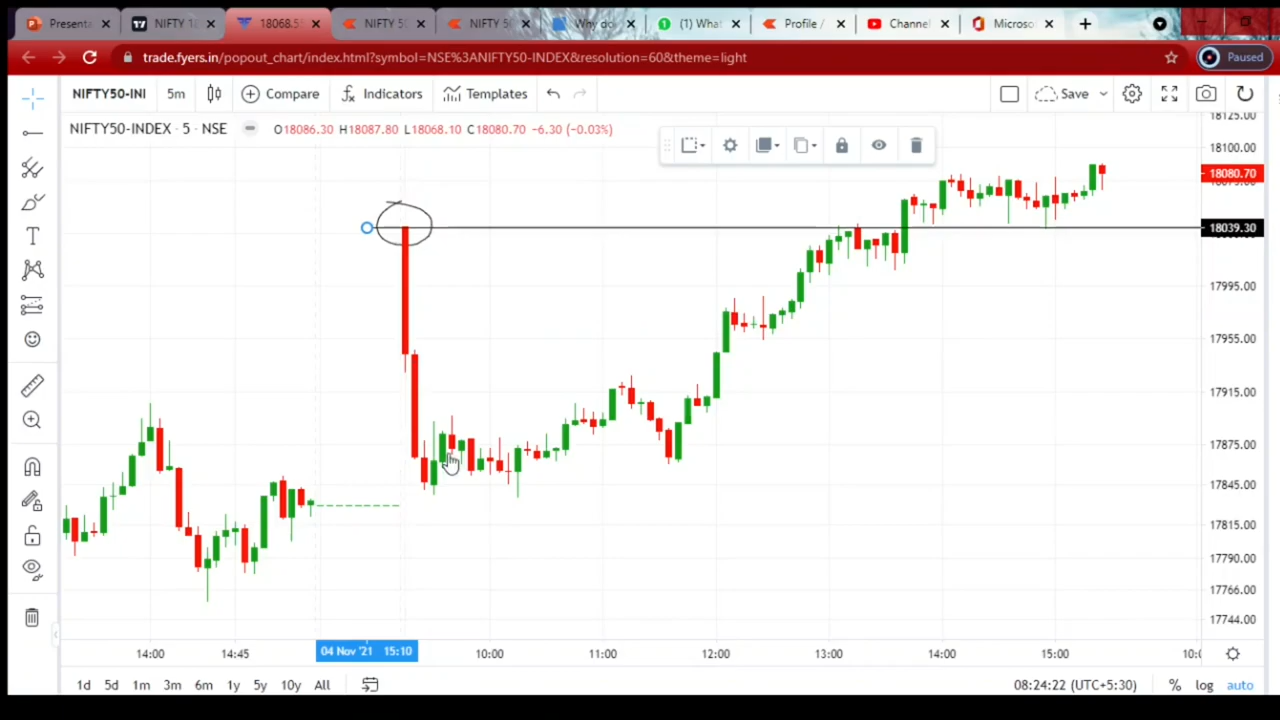 Presenta
NIFTY 18
18068.5
NIFTY 50
NIFTY 50
Why do
(1) What
Profile /
Channel
Microso
trade.fyers.in/popout_chart/index.html?symbol=NSE%3ANIFTY50-INDEX&resolution=60&theme=light
Paused
NIFTY50-INI
5m
Compare
Indicators
Templates
Save
NIFTY50-INDEX · 5 · NSE
O18086.30 H18087.80 L18068.10 C18080.70 -6.30 (-0.03%)
18125.00
18100.00
18080.70
18039.30
17995.00
17955.00
17915.00
17875.00
17845.00
17815.00
17790.00
17766.00
17744.00
14:00
14:45
04 Nov '21 15:10
10:00
11:00
12:00
13:00
14:00
15:00
1d 5d 1m 3m 6m 1y 5y 10y All
08:24:22 (UTC+5:30)
% log auto